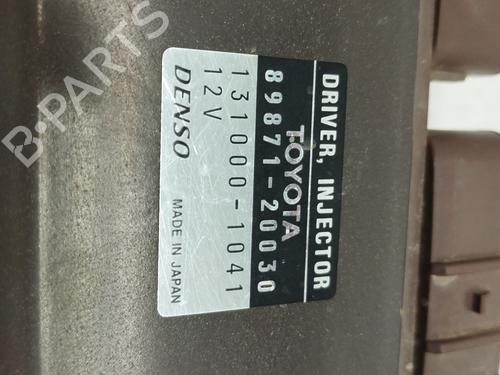 DRIVER, INJECTOR
TOYOTA
89871-20030
131000-1041
12V
DENSO MADE IN JAPAN
B-PARTS